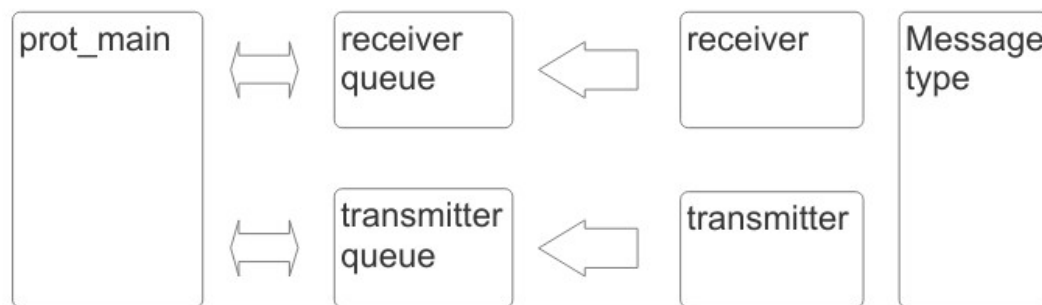 prot_main
receiver
queue
receiver
Message
type
transmitter
queue
transmitter